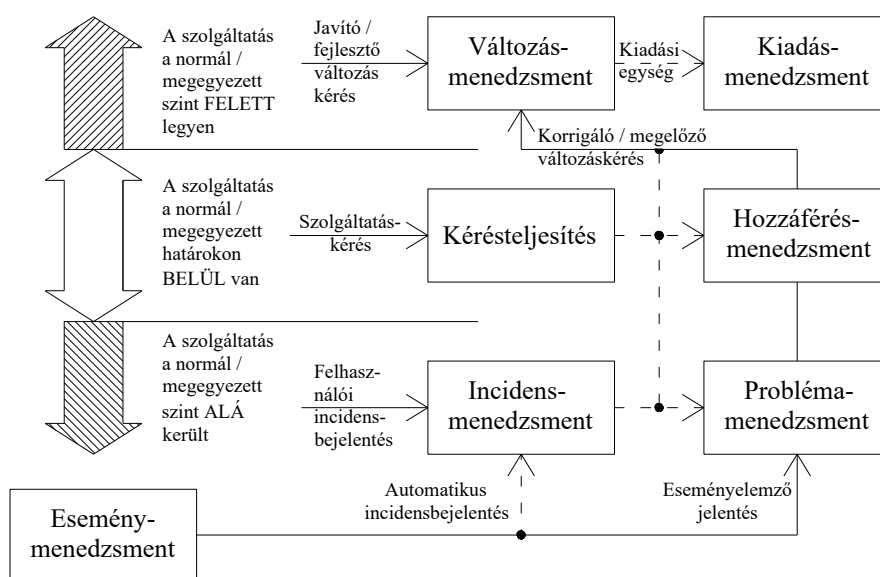 A szolgáltatás
a normál /
megegyezett
szint FELETT
legyen
Javító /
fejlesztő
változás
kérés
Változás-
menedzsment
Kiadási
egység
Kiadás-
menedzsment
Korrigáló / megelőző
változáskérés
A szolgáltatás
a normál /
megegyezett
határokon
BELÜL van
Szolgáltatás-
kérés
Kérésteljesítés
Hozzáférés-
menedzsment
A szolgáltatás
a normál /
megegyezett
szint ALÁ
került
Felhasz-
nálói
incidens-
bejelentés
Incidens-
menedzsment
Probléma-
menedzsment
Automatikus
incidensbejelentés
Eseményelemző
jelentés
Esemény-
menedzsment